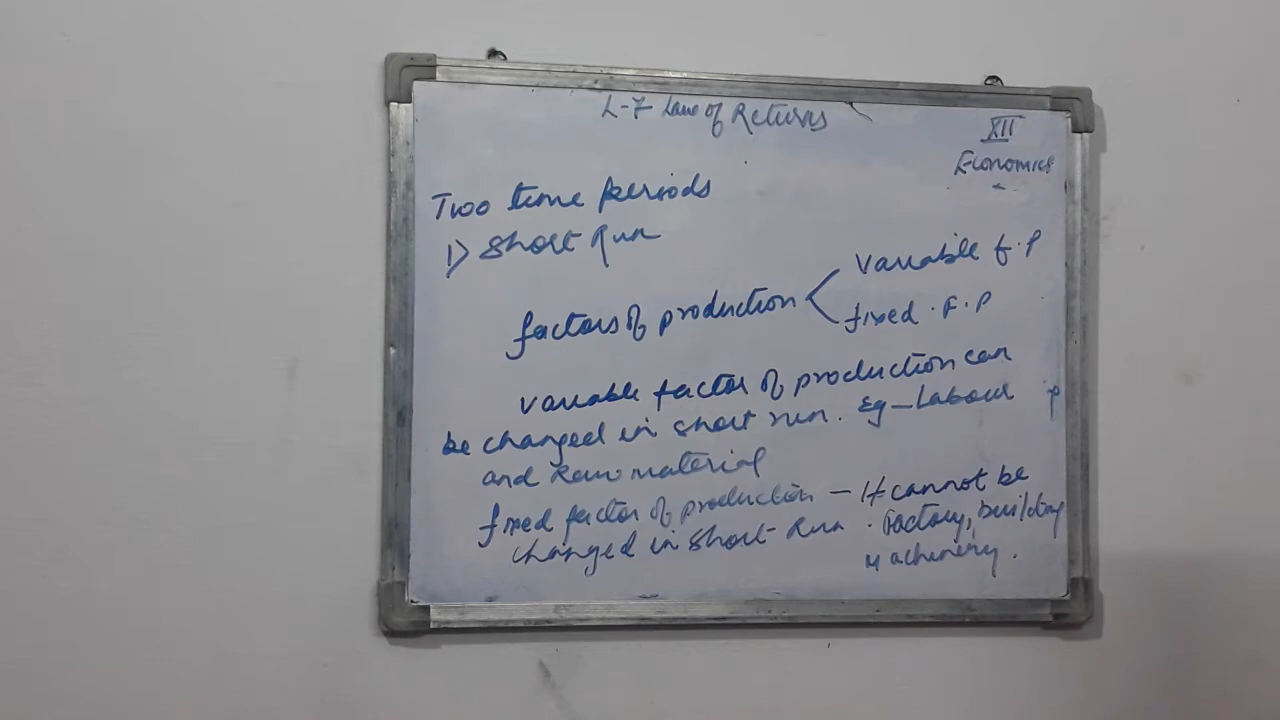 L-7 Law of Returns
XII
Economics
Two time periods
1) Short Run
factors of production
variable f.P
fixed . F.P
variable factor of production can
be changed in short run. Eg - Labour
and Raw material
fixed factor of production - It cannot be
changed in short Run . Factory, building
Machinery.